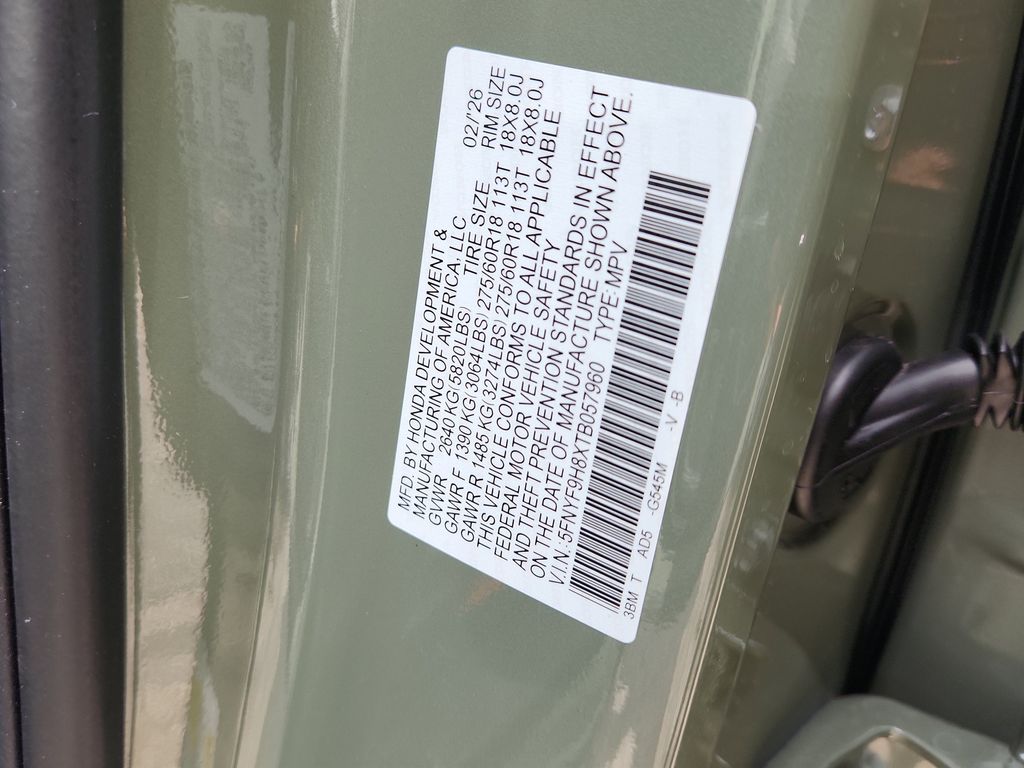 MFD. BY HONDA DEVELOPMENT &
MANUFACTURING OF AMERICA, LLC 02/'26
GVWR 2640 KG(5820LBS) TIRE SIZE RIM SIZE
GAWR F 1390 KG(3064LBS) 275/60R18 113T 18X8.0J
GAWR R 1485 KG(3274LBS) 275/60R18 113T 18X8.0J
THIS VEHICLE CONFORMS TO ALL APPLICABLE
FEDERAL MOTOR VEHICLE SAFETY
AND THEFT PREVENTION STANDARDS IN EFFECT
ON THE DATE OF MANUFACTURE SHOWN ABOVE.
V.I.N.:5FNYF9H8XTB057960 TYPE:MPV
3BM T AD5 -G545M -V -B